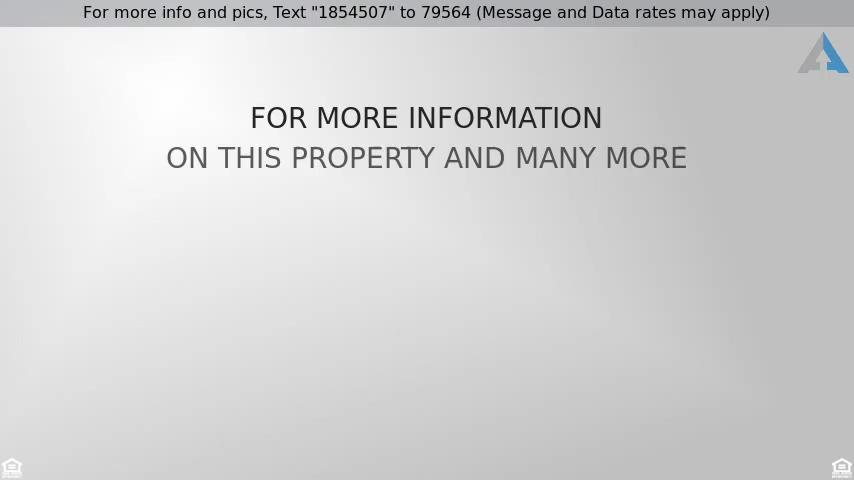 For more info and pics, Text "1854507" to 79564 (Message and Data rates may apply)
FOR MORE INFORMATION
ON THIS PROPERTY AND MANY MORE